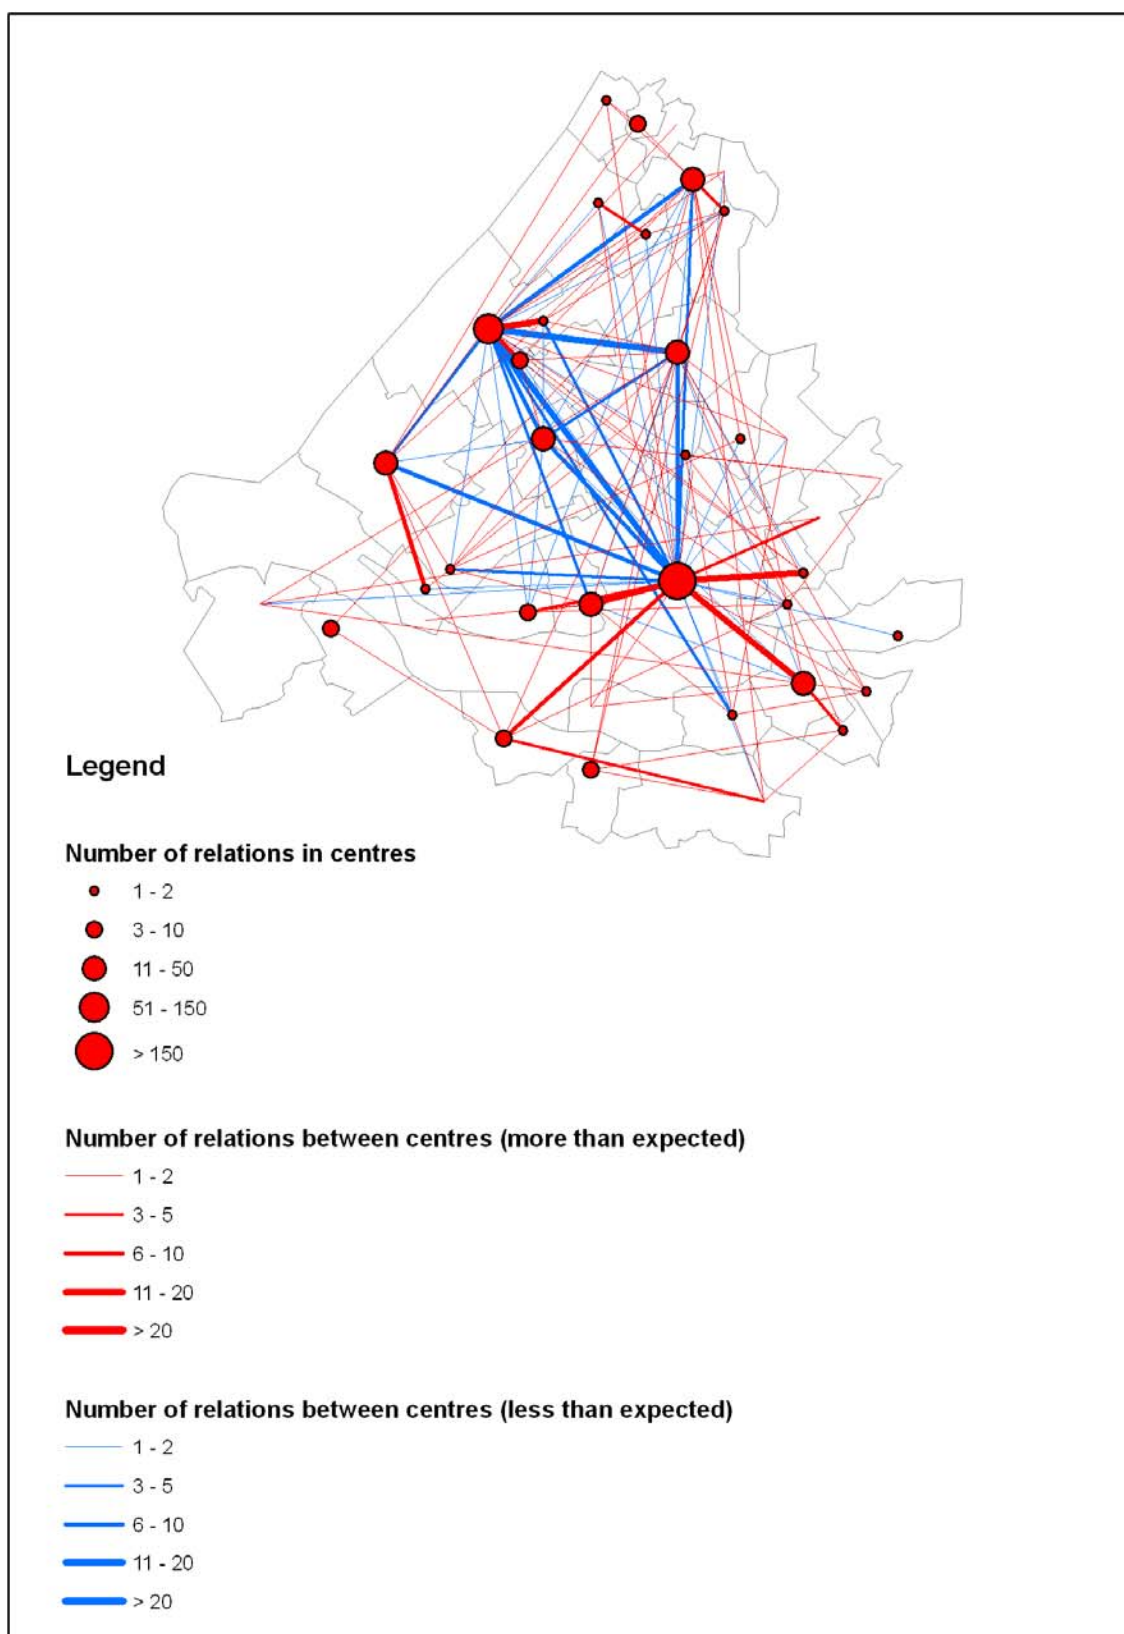 Legend
Number of relations in centres
1 - 2
3 - 10
11 - 50
51 - 150
> 150
Number of relations between centres (more than expected)
1 - 2
3 - 5
6 - 10
11 - 20
> 20
Number of relations between centres (less than expected)
1 - 2
3 - 5
6 - 10
11 - 20
> 20